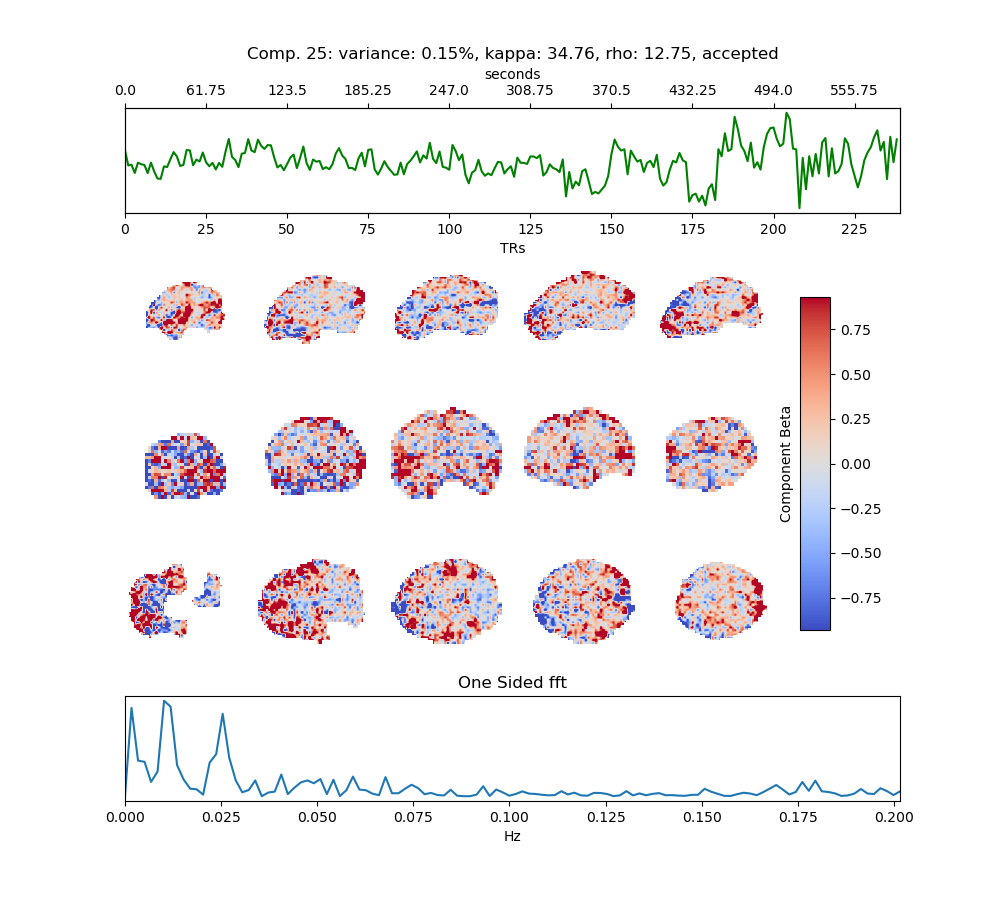 Comp. 25: variance: 0.15%, kappa: 34.76, rho: 12.75, accepted
seconds
0.0 61.75 123.5 185.25 247.0 308.75 370.5 432.25 494.0 555.75
0 25 50 75 100 125 150 175 200 225
TRs
0.75
0.50
0.25
0.00
−0.25
−0.50
−0.75
Component Beta
One Sided fft
0.000 0.025 0.050 0.075 0.100 0.125 0.150 0.175 0.200
Hz